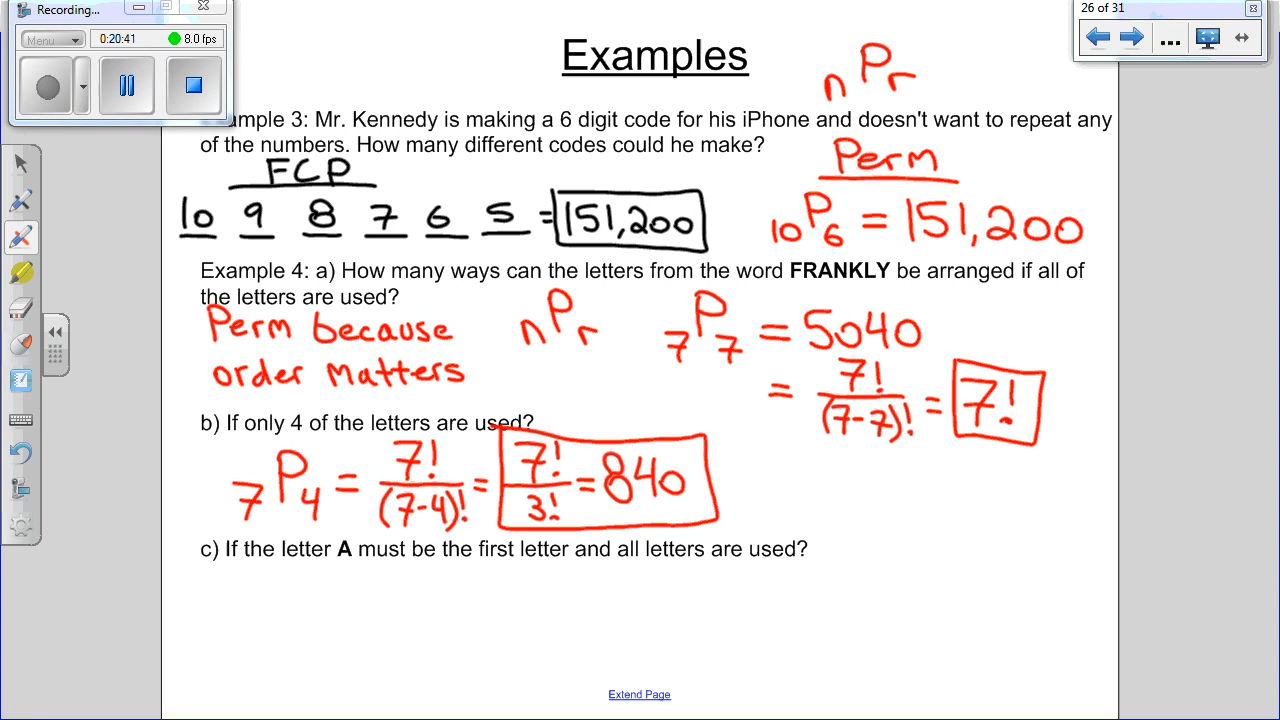 Recording...
26 of 31
Menu
0:20:41
8.0 fps
Examples
nPr
ample 3: Mr. Kennedy is making a 6 digit code for his iPhone and doesn't want to repeat any
of the numbers. How many different codes could he make?
FCP
Perm
10 9 8 7 6 5 = 151,200
10P6 = 151,200
Example 4: a) How many ways can the letters from the word FRANKLY be arranged if all of
the letters are used?
Perm because
order matters
nPr
7P7 = 5040
= 7!/(7-7)! = 7!
b) If only 4 of the letters are used?
7P4 = 7!/(7-4)! = 7!/3! = 840
c) If the letter A must be the first letter and all letters are used?
Extend Page